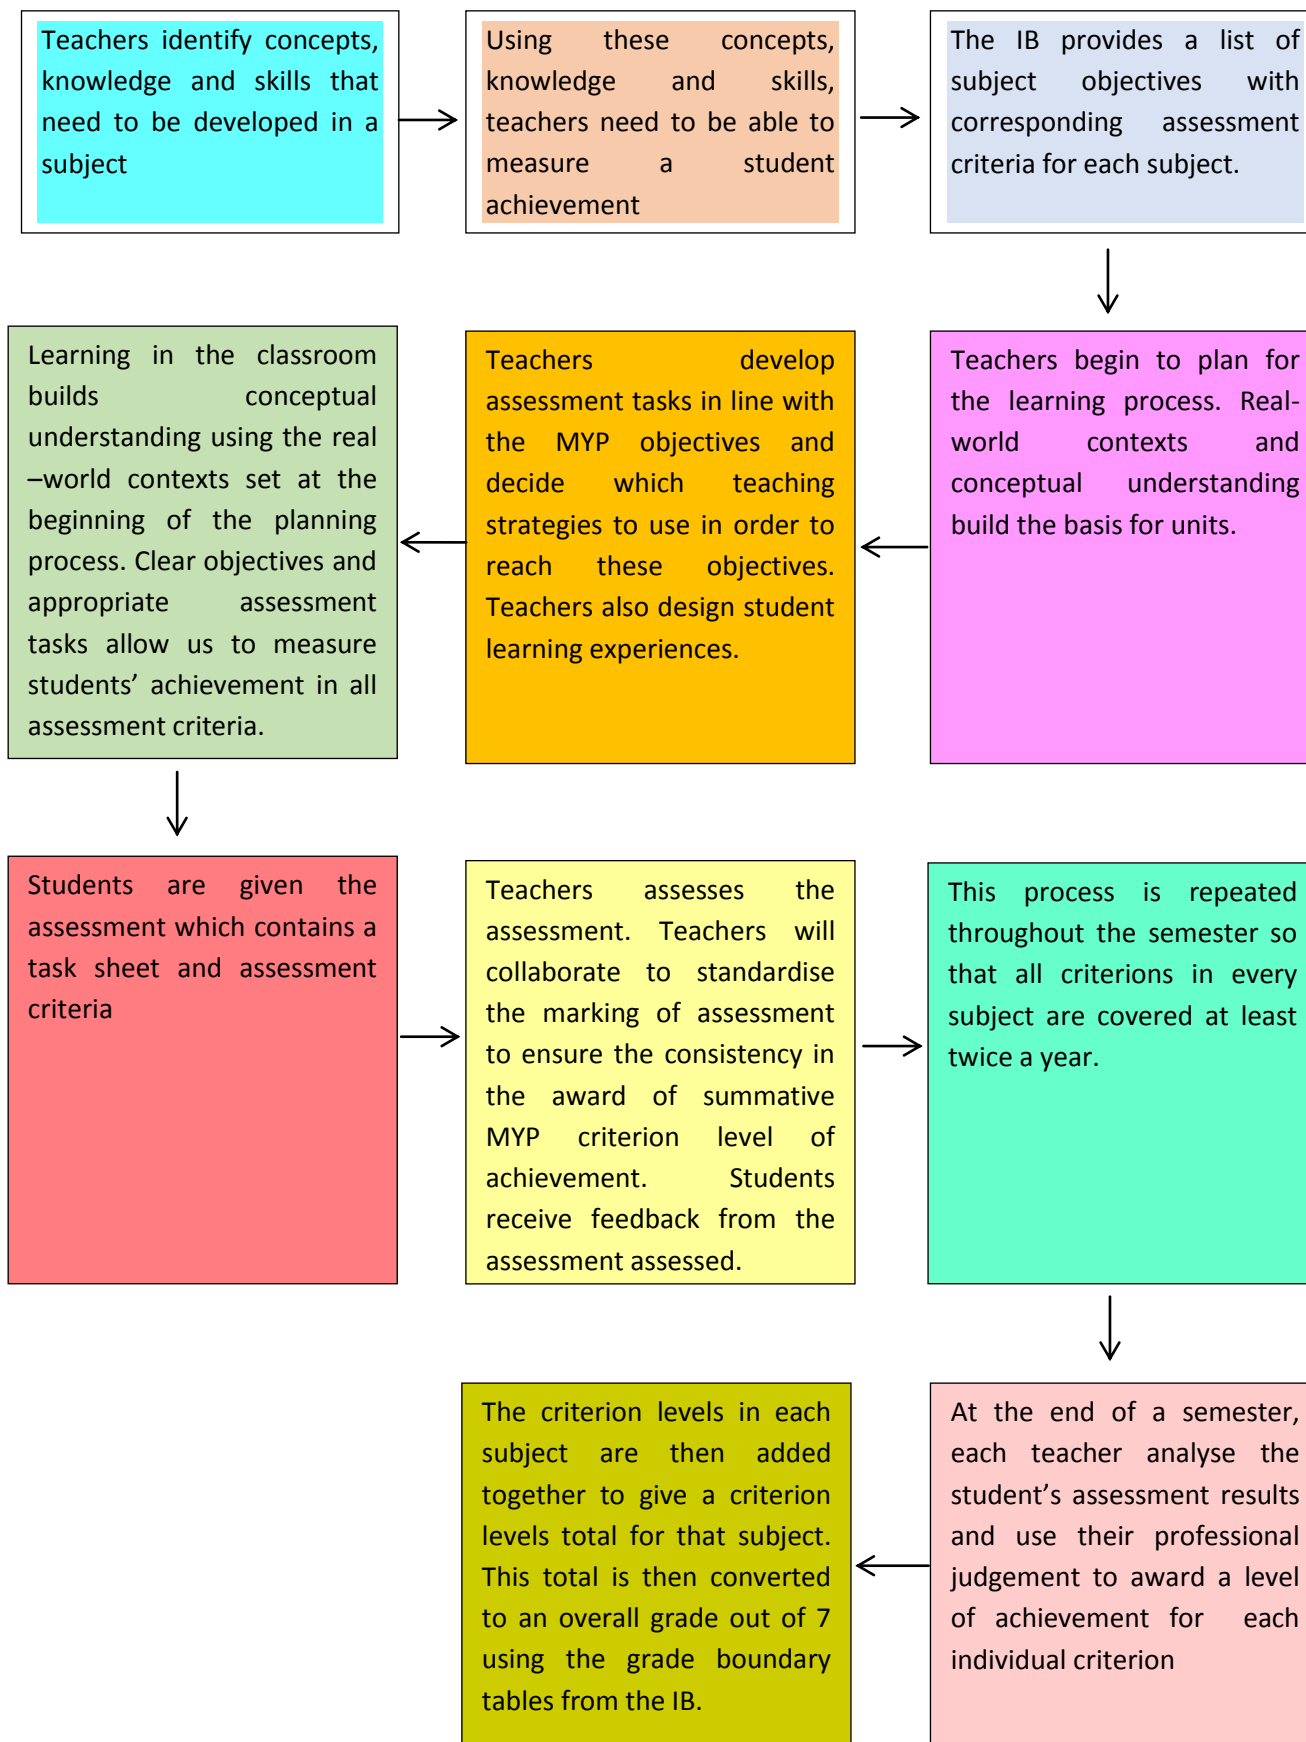 Teachers identify concepts,
knowledge and skills that
need to be developed in a
subject
Using these concepts,
knowledge and skills,
teachers need to be able to
measure a student
achievement
The IB provides a list of
subject objectives with
corresponding assessment
criteria for each subject.
Teachers begin to plan for
the learning process. Real-
world contexts and
conceptual understanding
build the basis for units.
Teachers develop
assessment tasks in line with
the MYP objectives and
decide which teaching
strategies to use in order to
reach these objectives.
Teachers also design student
learning experiences.
Learning in the classroom
builds conceptual
understanding using the real
–world contexts set at the
beginning of the planning
process. Clear objectives and
appropriate assessment
tasks allow us to measure
students’ achievement in all
assessment criteria.
Students are given the
assessment which contains a
task sheet and assessment
criteria
Teachers assesses the
assessment. Teachers will
collaborate to standardise
the marking of assessment
to ensure the consistency in
the award of summative
MYP criterion level of
achievement. Students
receive feedback from the
assessment assessed.
This process is repeated
throughout the semester so
that all criterions in every
subject are covered at least
twice a year.
At the end of a semester,
each teacher analyse the
student’s assessment results
and use their professional
judgement to award a level
of achievement for each
individual criterion
The criterion levels in each
subject are then added
together to give a criterion
levels total for that subject.
This total is then converted
to an overall grade out of 7
using the grade boundary
tables from the IB.